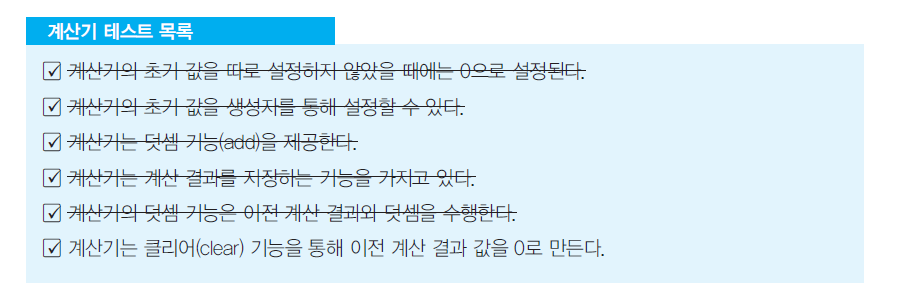 계산기 테스트 목록
계산기의 초기 값을 따로 설정하지 않았을 때에는 0으로 설정된다.
계산기의 초기 값을 생성자를 통해 설정할 수 있다.
계산기는 덧셈 기능(add)을 제공한다.
계산기는 계산 결과를 저장하는 기능을 가지고 있다.
계산기의 덧셈 기능은 이전 계산 결과와 덧셈을 수행한다.
계산기는 클리어(clear) 기능을 통해 이전 계산 결과 값을 0로 만든다.